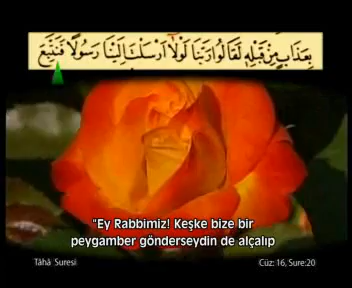 بِعَذَابٍ مِنْ قَبْلِهِ لَقَالُوا رَبَّنَا لَوْلَا اَرْسَلْتَ اِلَيْنَا رَسُولًا فَنَتَّبِعَ
"Ey Rabbimiz! Keşke bize bir
peygamber gönderseydin de alçalıp
Tâhâ Suresi
Cüz: 16, Sure:20